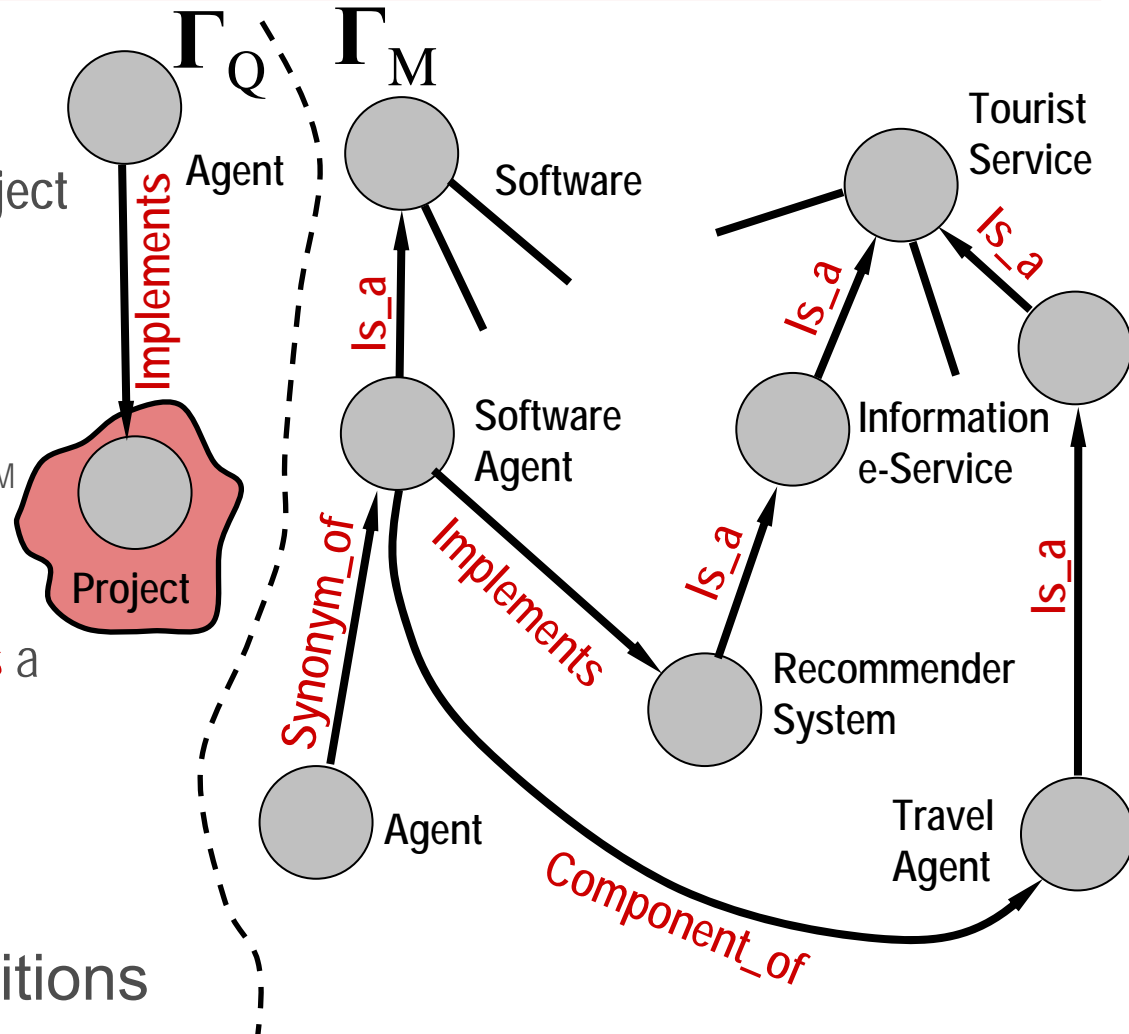 Γ_Q
Γ_M
Agent
ject
Implements
M
Project
s a
itions
Software
Is_a
Software
Agent
Synonym_of
Implements
Agent
Component_of
Tourist
Service
Is_a
Is_a
Information
e-Service
Is_a
Recommender
System
Is_a
Travel
Agent